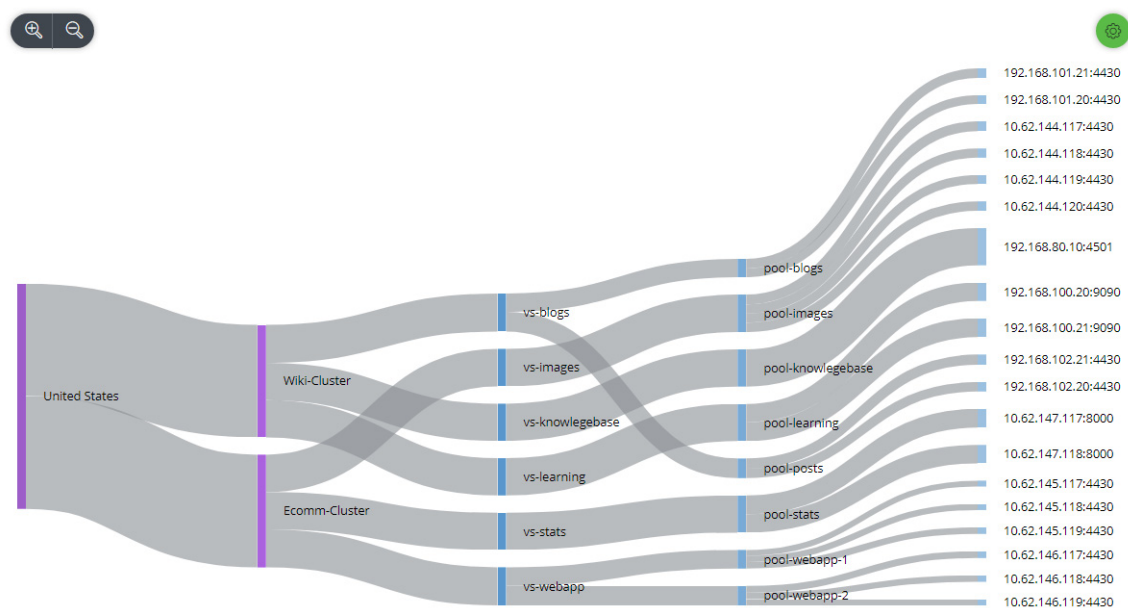 United States
Wiki-Cluster
Ecomm-Cluster
vs-blogs
vs-images
vs-knowlegebase
vs-learning
vs-stats
vs-webapp
pool-blogs
pool-images
pool-knowlegebase
pool-learning
pool-posts
pool-stats
pool-webapp-1
pool-webapp-2
192.168.101.21:4430
192.168.101.20:4430
10.62.144.117:4430
10.62.144.118:4430
10.62.144.119:4430
10.62.144.120:4430
192.168.80.10:4501
192.168.100.20:9090
192.168.100.21:9090
192.168.102.21:4430
192.168.102.20:4430
10.62.147.117:8000
10.62.147.118:8000
10.62.145.117:4430
10.62.145.118:4430
10.62.145.119:4430
10.62.146.117:4430
10.62.146.118:4430
10.62.146.119:4430